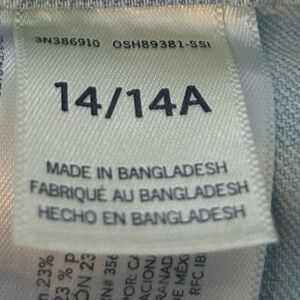 3N386910 OSH89381-SSI
14/14A
MADE IN BANGLADESH
FABRIQUÉ AU BANGLADESH
HECHO EN BANGLADESH